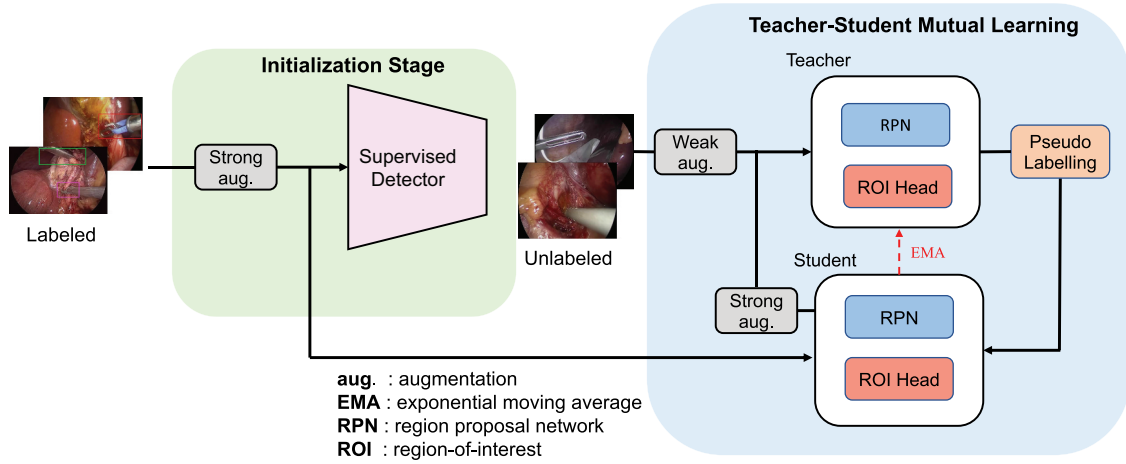 Teacher-Student Mutual Learning
Initialization Stage
Teacher
Strong
aug.
Supervised
Detector
Weak
aug.
RPN
ROI Head
Pseudo
Labelling
Labeled
Unlabeled
EMA
Student
Strong
aug.
RPN
ROI Head
aug. : augmentation
EMA : exponential moving average
RPN : region proposal network
ROI : region-of-interest